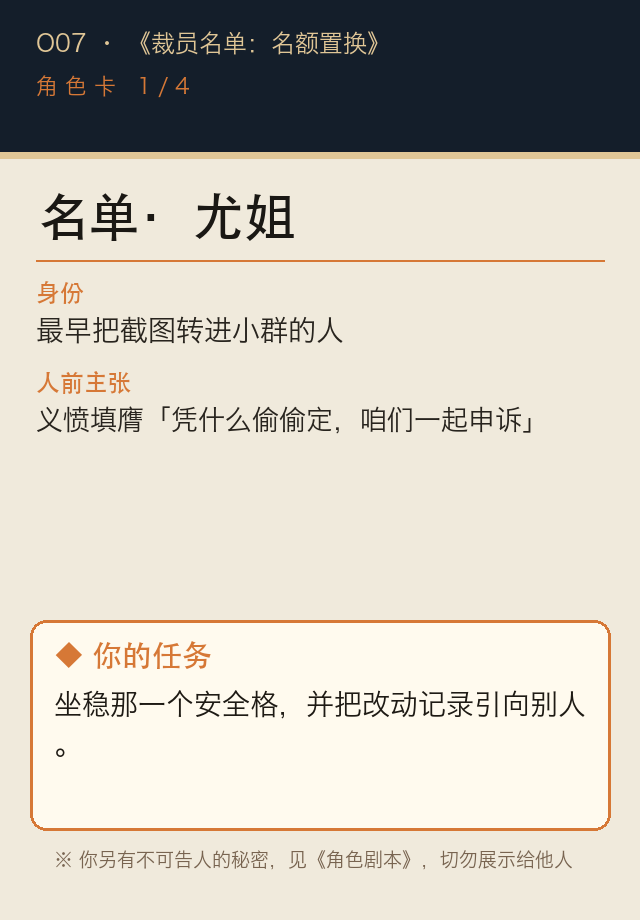 007 · 《裁员名单：名额置换》
角色卡 1/4
名单· 尤姐
身份
最早把截图转进小群的人
人前主张
义愤填膺「凭什么偷偷定，咱们一起申诉」
◆ 你的任务
坐稳那一个安全格，并把改动记录引向别人
。
※ 你另有不可告人的秘密，见《角色剧本》，切勿展示给他人